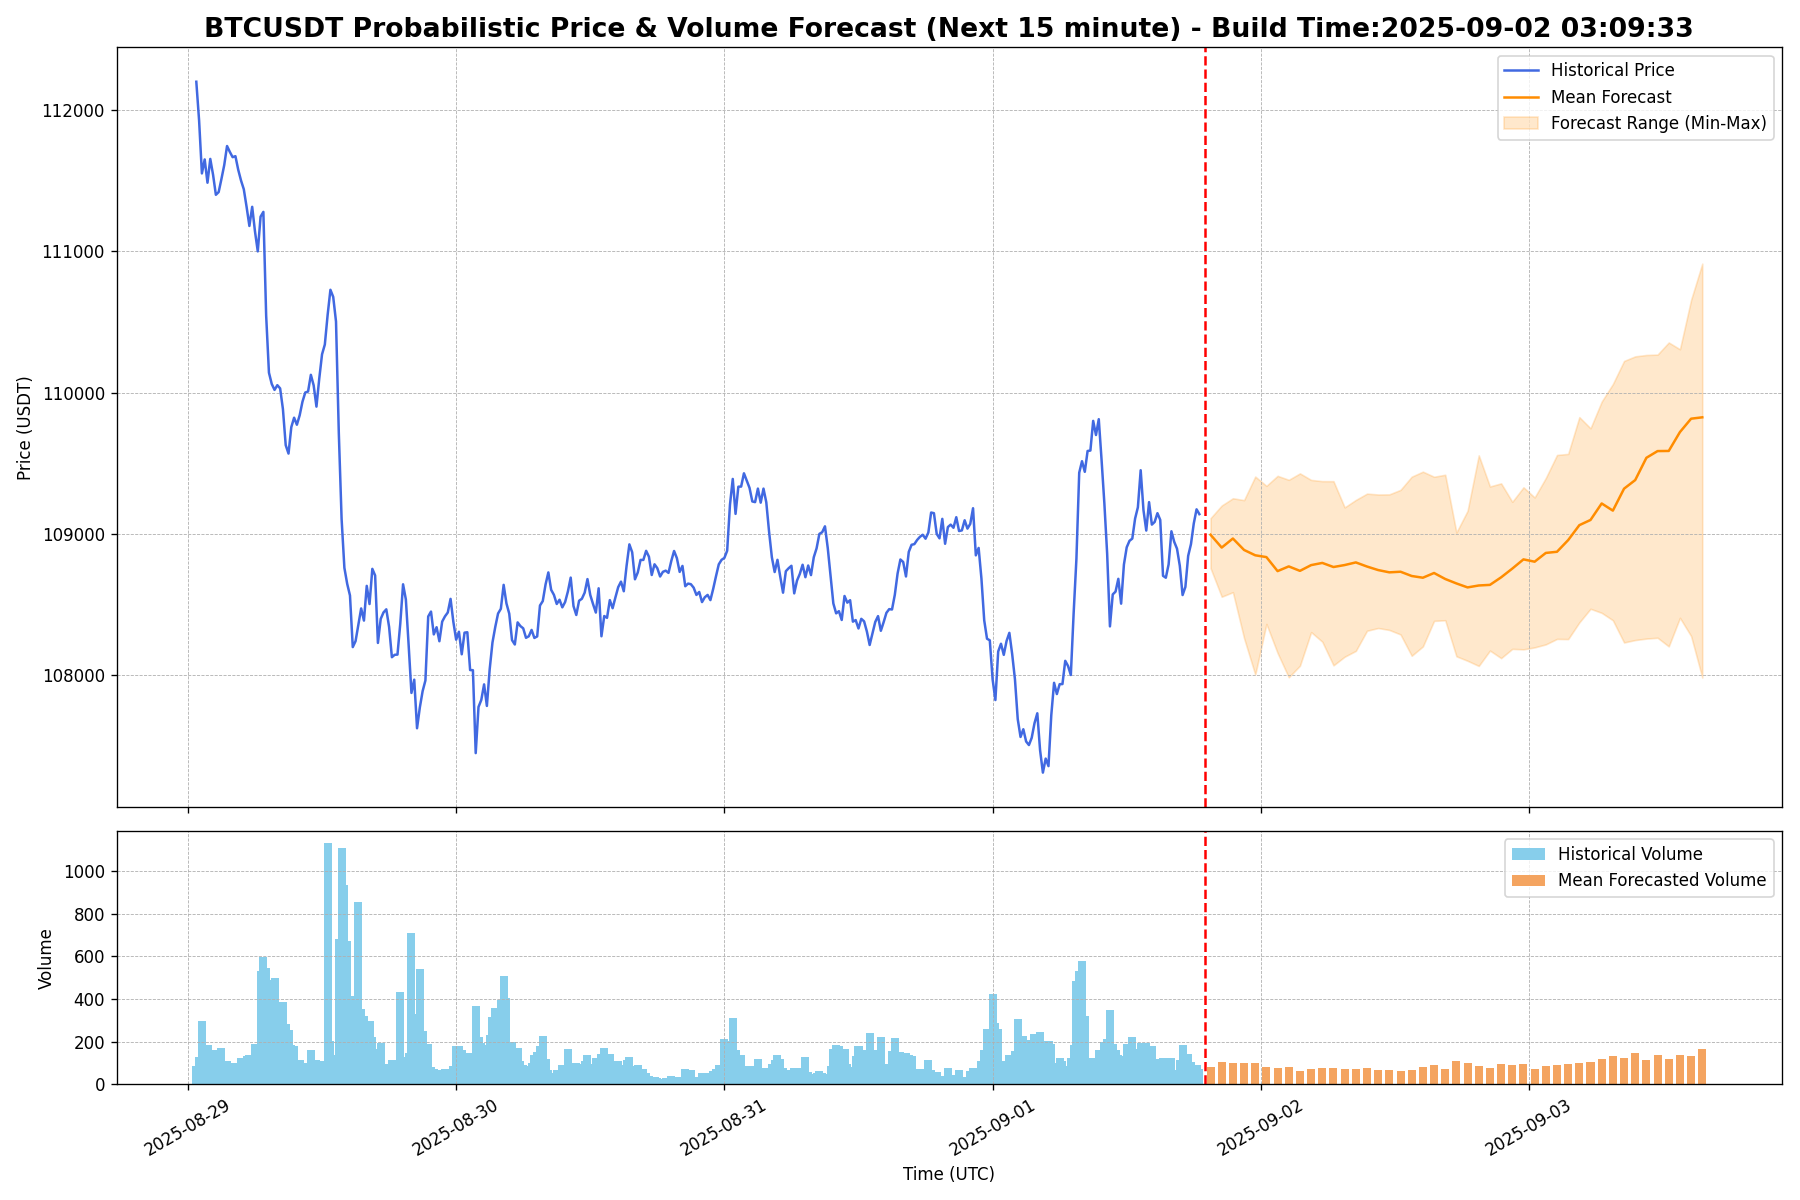 BTCUSDT Probabilistic Price & Volume Forecast (Next 15 minute) - Build Time:2025-09-02 03:09:33
Historical Price
Mean Forecast
Forecast Range (Min-Max)
Price (USDT)
112000
111000
110000
109000
108000
Historical Volume
Mean Forecasted Volume
Volume
1000
800
600
400
200
0
2025-08-29
2025-08-30
2025-08-31
2025-09-01
2025-09-02
2025-09-03
Time (UTC)